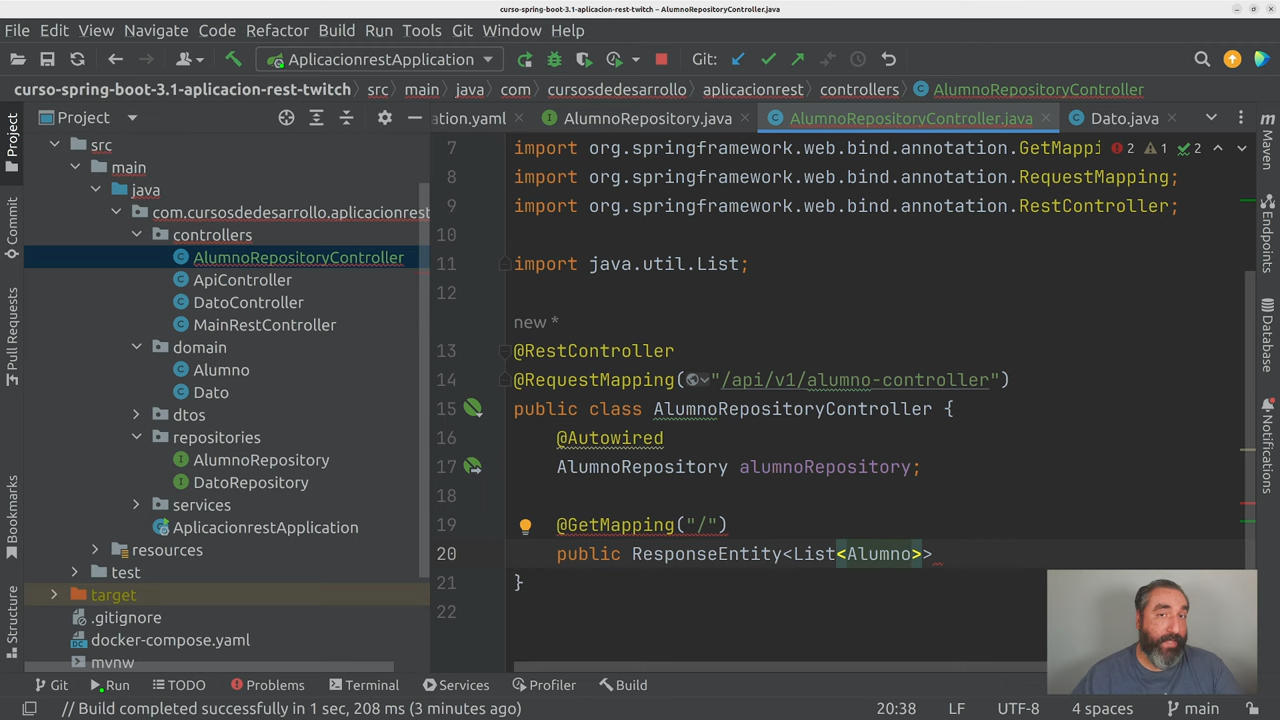 curso-spring-boot-3.1-aplicacion-rest-twitch – AlumnoRepositoryController.java
File Edit View Navigate Code Refactor Build Run Tools Git Window Help
AplicacionrestApplication Git:
curso-spring-boot-3.1-aplicacion-rest-twitch src main java com cursosdedesarrollo aplicacionrest controllers AlumnoRepositoryController
Project
ation.yaml AlumnoRepository.java AlumnoRepositoryController.java Dato.java
src
main
java
com.cursosdedesarrollo.aplicacionrest
controllers
AlumnoRepositoryController
ApiController
DatoController
MainRestController
domain
Alumno
Dato
dtos
repositories
AlumnoRepository
DatoRepository
services
AplicacionrestApplication
resources
test
target
.gitignore
docker-compose.yaml
mvnw
7 import org.springframework.web.bind.annotation.GetMappi 2 1 2
8 import org.springframework.web.bind.annotation.RequestMapping;
9 import org.springframework.web.bind.annotation.RestController;
10
11 import java.util.List;
12
new *
13 @RestController
14 @RequestMapping("/api/v1/alumno-controller")
15 public class AlumnoRepositoryController {
16 @Autowired
17 AlumnoRepository alumnoRepository;
18
19 @GetMapping("/")
20 public ResponseEntity<List<Alumno>>
21 }
22
Project
Commit
Pull Requests
Bookmarks
Structure
Maven
Endpoints
Database
Notifications
Git Run TODO Problems Terminal Services Profiler Build
// Build completed successfully in 1 sec, 208 ms (3 minutes ago) 20:38 LF UTF-8 4 spaces main